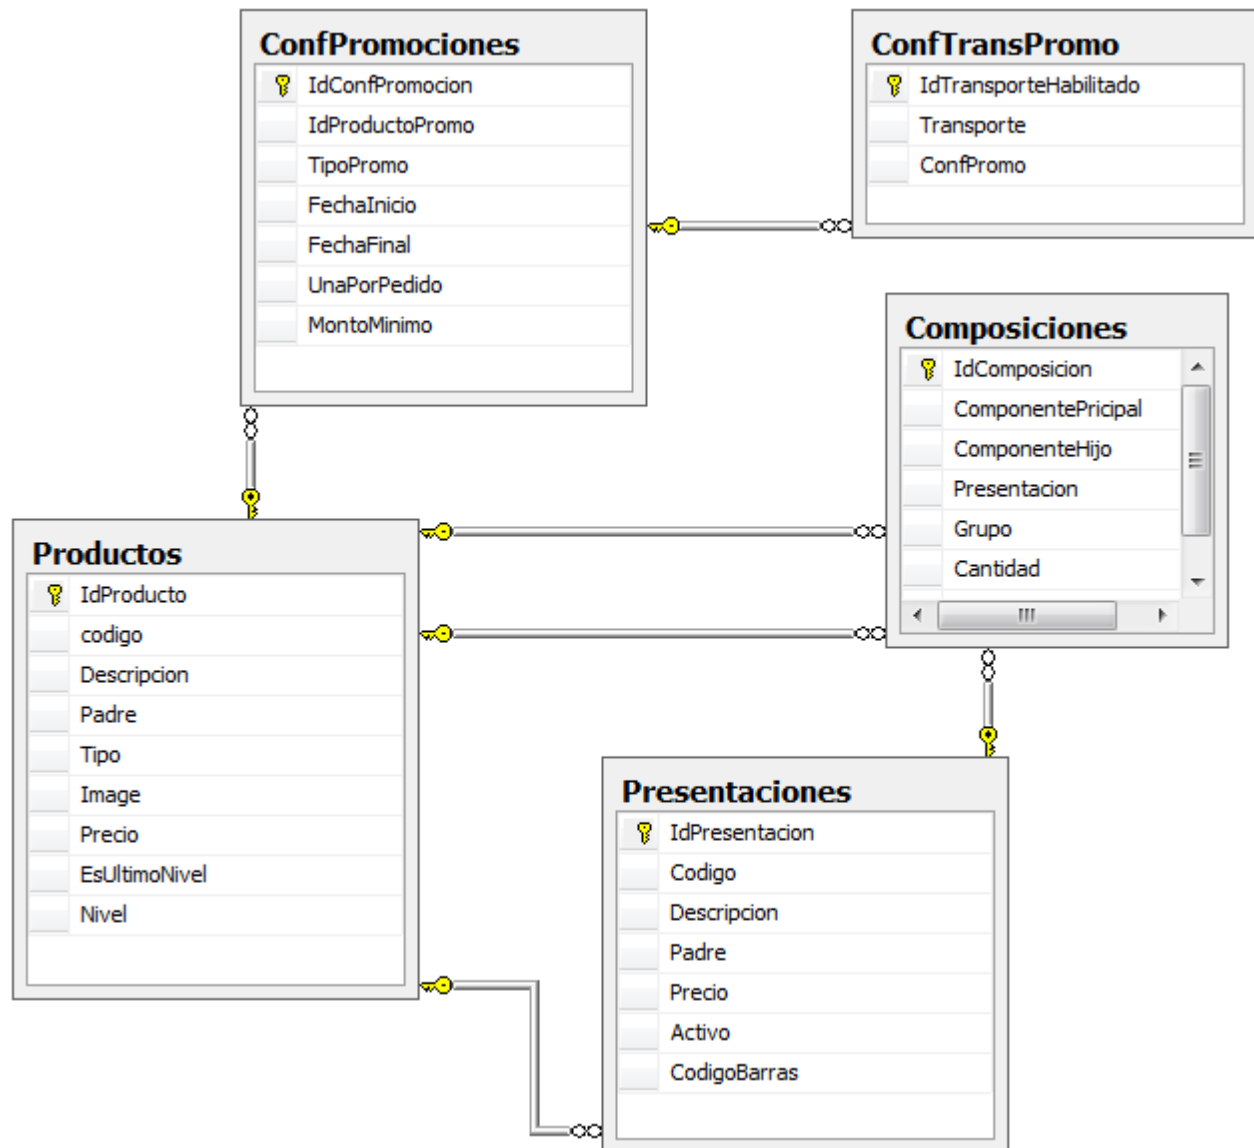 ConfPromociones
IdConfPromocion
IdProductoPromo
TipoPromo
FechaInicio
FechaFinal
UnaPorPedido
MontoMinimo
ConfTransPromo
IdTransporteHabilitado
Transporte
ConfPromo
Composiciones
IdComposicion
ComponentePricipal
ComponenteHijo
Presentacion
Grupo
Cantidad
Productos
IdProducto
codigo
Descripcion
Padre
Tipo
Image
Precio
EsUltimoNivel
Nivel
Presentaciones
IdPresentacion
Codigo
Descripcion
Padre
Precio
Activo
CodigoBarras